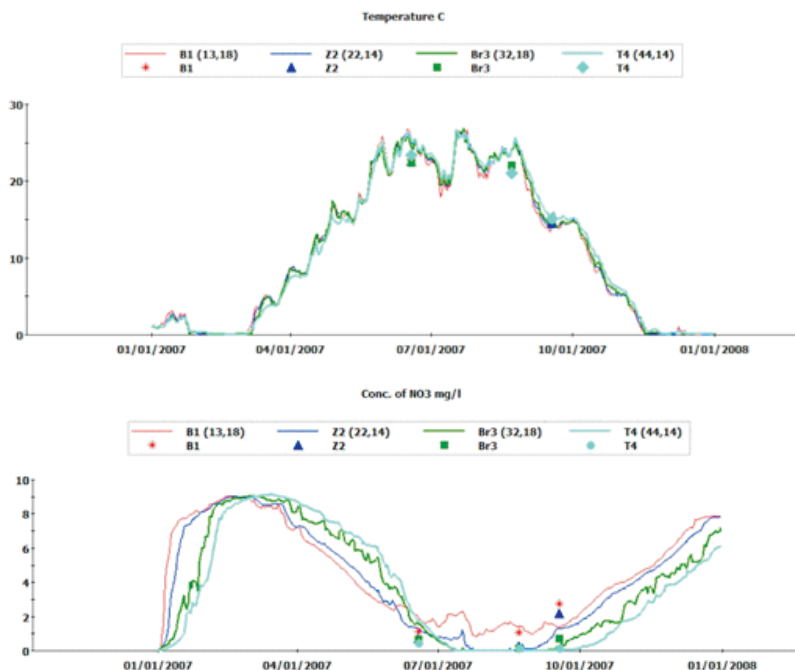 Temperature C
B1 (13,18) Z2 (22,14) Br3 (32,18) T4 (44,14)
B1 Z2 Br3 T4
30
20
10
0
01/01/2007 04/01/2007 07/01/2007 10/01/2007 01/01/2008
Conc. of NO3 mg/l
B1 (13,18) Z2 (22,14) Br3 (32,18) T4 (44,14)
B1 Z2 Br3 T4
10
8
6
4
2
0
01/01/2007 04/01/2007 07/01/2007 10/01/2007 01/01/2008